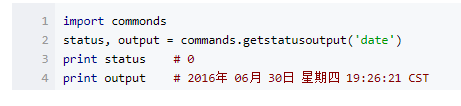 1 import commonds
2 status, output = commands.getstatusoutput('date')
3 print status    # 0
4 print output    # 2016年 06月 30日 星期四 19:26:21 CST